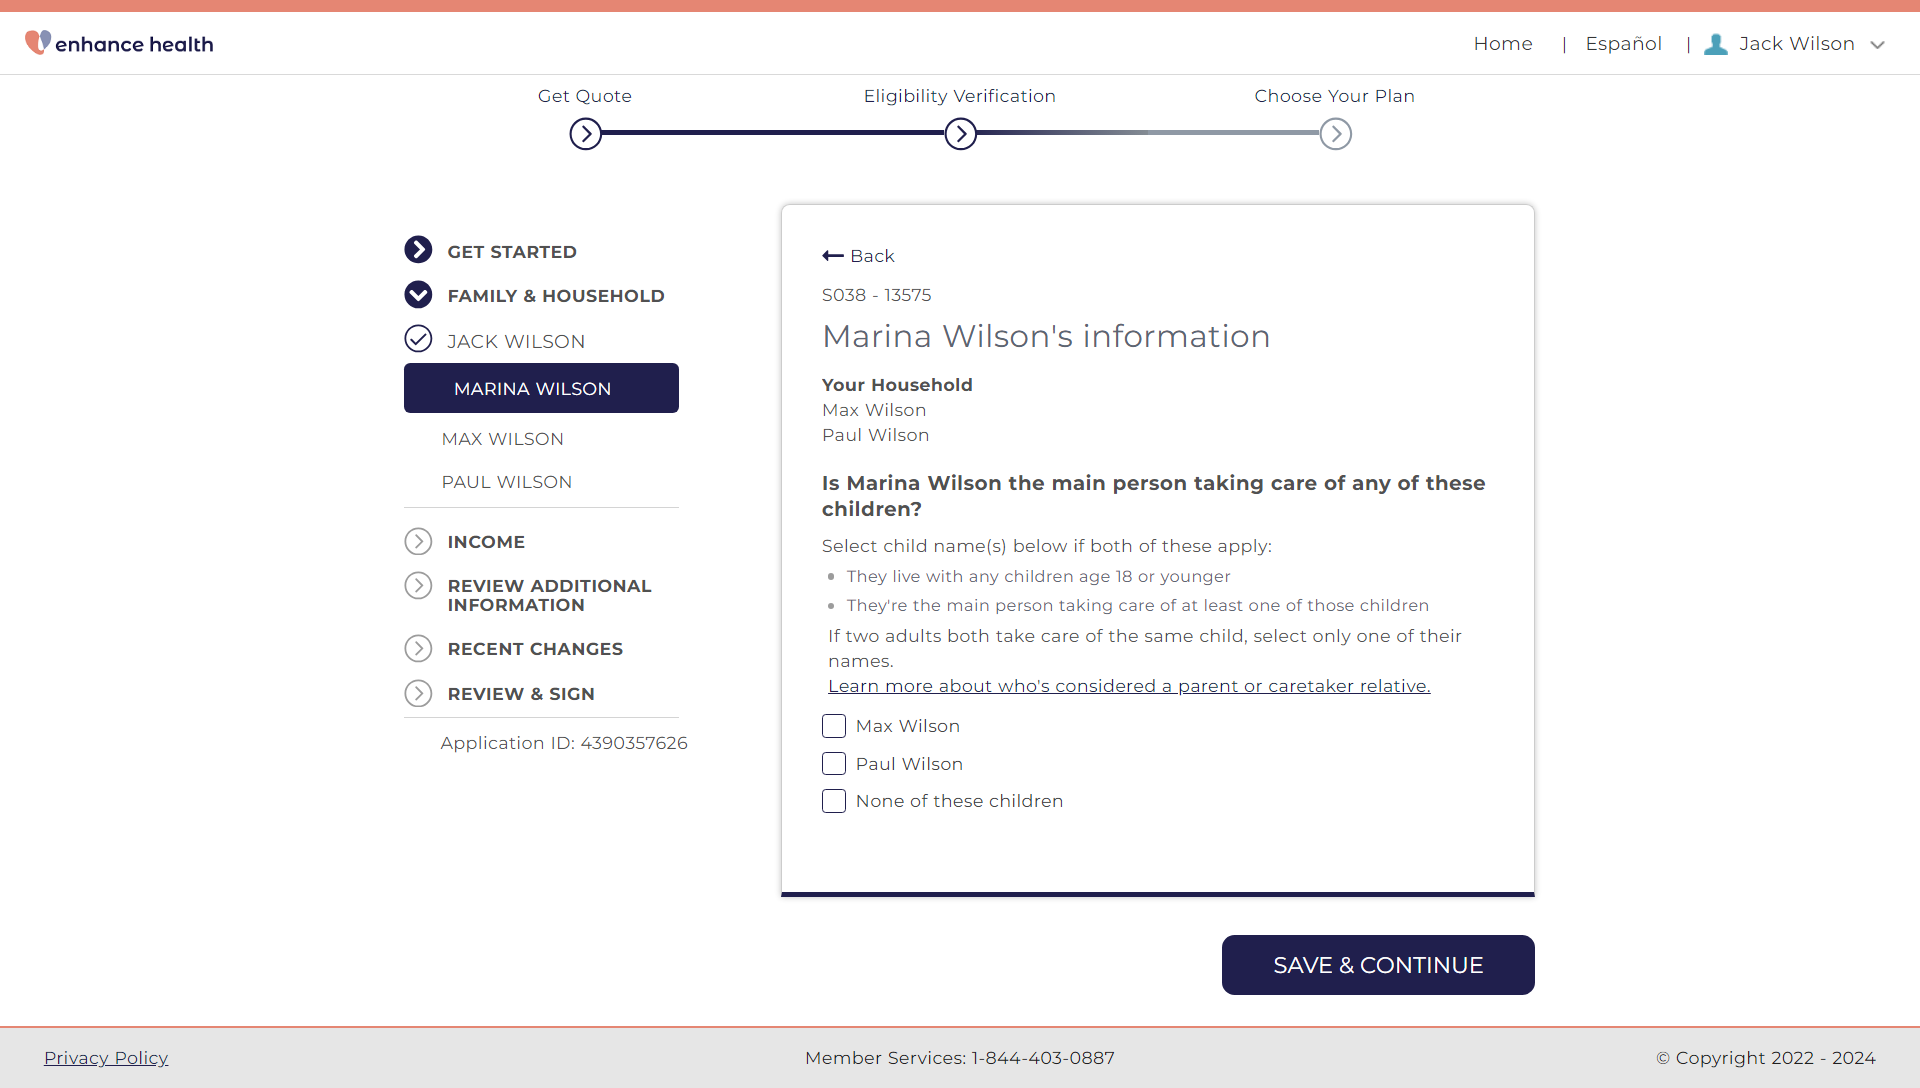 enhance health
Home | Español | Jack Wilson
Get Quote
Eligibility Verification
Choose Your Plan
GET STARTED
FAMILY & HOUSEHOLD
JACK WILSON
MARINA WILSON
MAX WILSON
PAUL WILSON
INCOME
REVIEW ADDITIONAL
INFORMATION
RECENT CHANGES
REVIEW & SIGN
Application ID: 4390357626
Back
S038 - 13575
Marina Wilson's information
Your Household
Max Wilson
Paul Wilson
Is Marina Wilson the main person taking care of any of these
children?
Select child name(s) below if both of these apply:
• They live with any children age 18 or younger
• They're the main person taking care of at least one of those children
If two adults both take care of the same child, select only one of their
names.
Learn more about who's considered a parent or caretaker relative.
Max Wilson
Paul Wilson
None of these children
SAVE & CONTINUE
Privacy Policy
Member Services: 1-844-403-0887
© Copyright 2022 - 2024